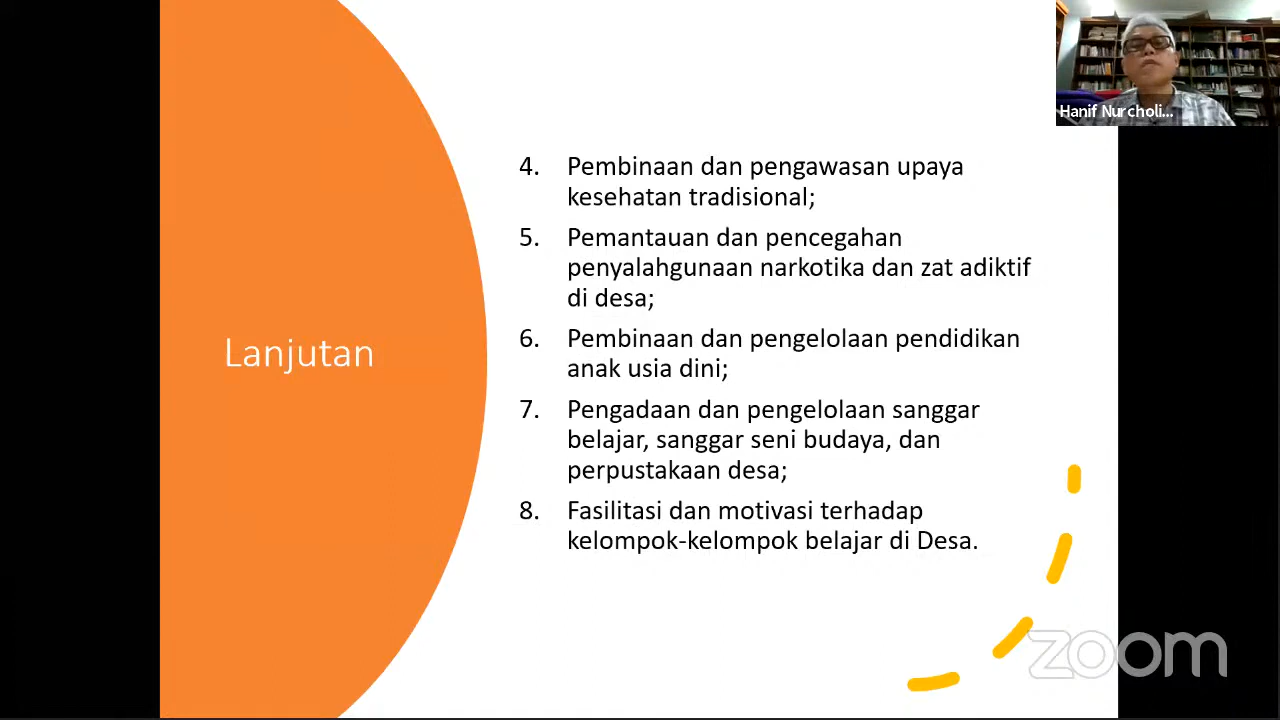 Hanif Nurcholi...
4. Pembinaan dan pengawasan upaya
kesehatan tradisional;
5. Pemantauan dan pencegahan
penyalahgunaan narkotika dan zat adiktif
di desa;
6. Pembinaan dan pengelolaan pendidikan
anak usia dini;
Lanjutan
7. Pengadaan dan pengelolaan sanggar
belajar, sanggar seni budaya, dan
perpustakaan desa;
8. Fasilitasi dan motivasi terhadap
kelompok-kelompok belajar di Desa.
zoom